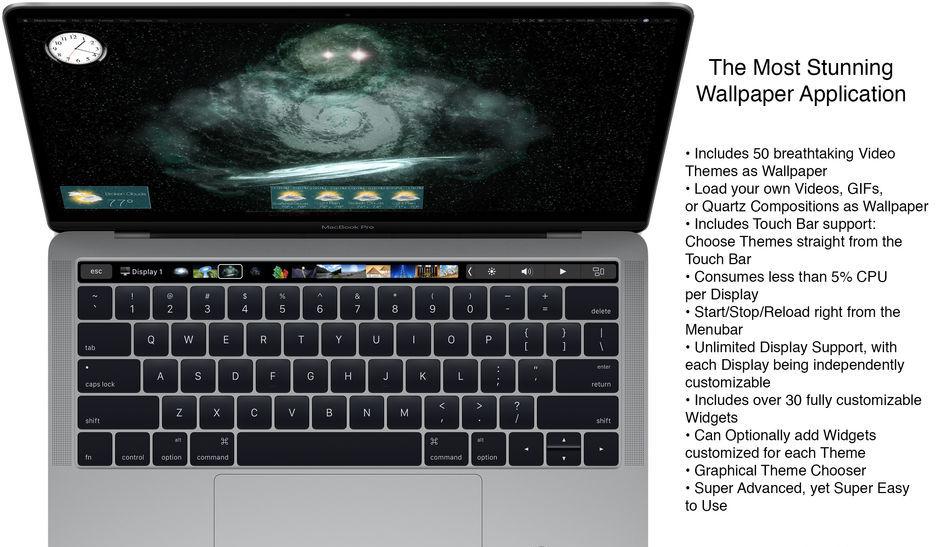 The Most Stunning
Wallpaper Application
• Includes 50 breathtaking Video
Themes as Wallpaper
• Load your own Videos, GIFs,
or Quartz Compositions as Wallpaper
• Includes Touch Bar support:
Choose Themes straight from the
Touch Bar
• Consumes less than 5% CPU
per Display
• Start/Stop/Reload right from the
Menubar
• Unlimited Display Support, with
each Display being independently
customizable
• Includes over 30 fully customizable
Widgets
• Can Optionally add Widgets
customized for each Theme
• Graphical Theme Chooser
• Super Advanced, yet Super Easy
to Use
Broken Clouds
77°
MacBook Pro
esc Display 1
~ ! @ # $ % ^ & * ( ) – +
` 1 2 3 4 5 6 7 8 9 0 - = delete
tab Q W E R T Y U I O P { [ } ] | \
caps lock A S D F G H J K L : ; " ' enter return
shift Z X C V B N M < , > . ? / shift
fn control alt option ⌘ command ⌘ command alt option